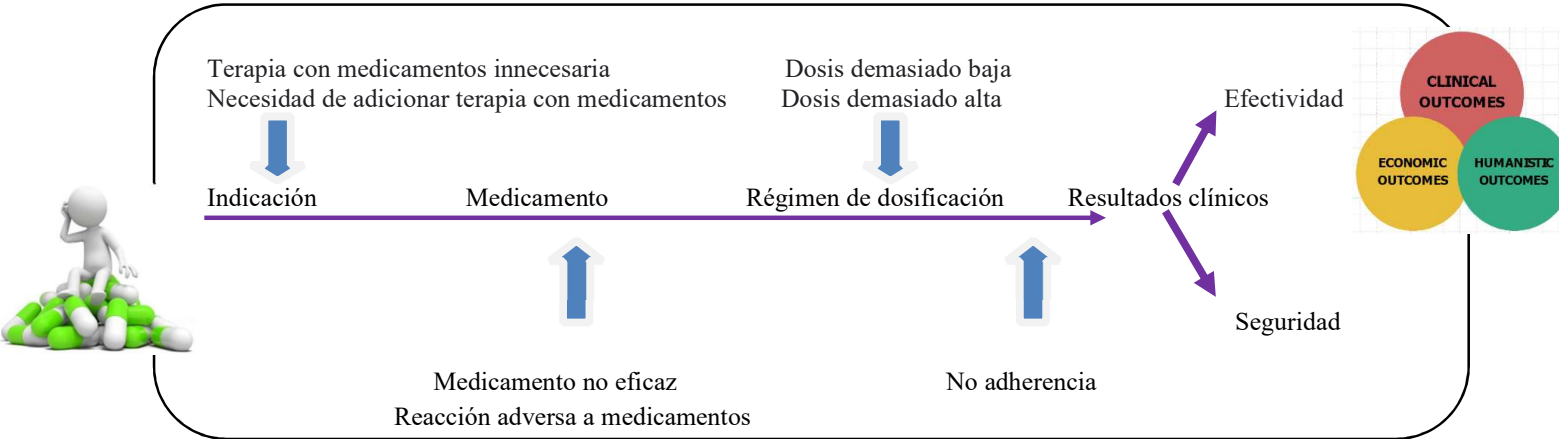 Terapia con medicamentos innecesaria
Necesidad de adicionar terapia con medicamentos
Dosis demasiado baja
Dosis demasiado alta
Efectividad
CLINICAL
OUTCOMES
ECONOMIC
OUTCOMES
HUMANISTIC
OUTCOMES
Indicación
Medicamento
Régimen de dosificación
Resultados clínicos
Seguridad
Medicamento no eficaz
Reacción adversa a medicamentos
No adherencia